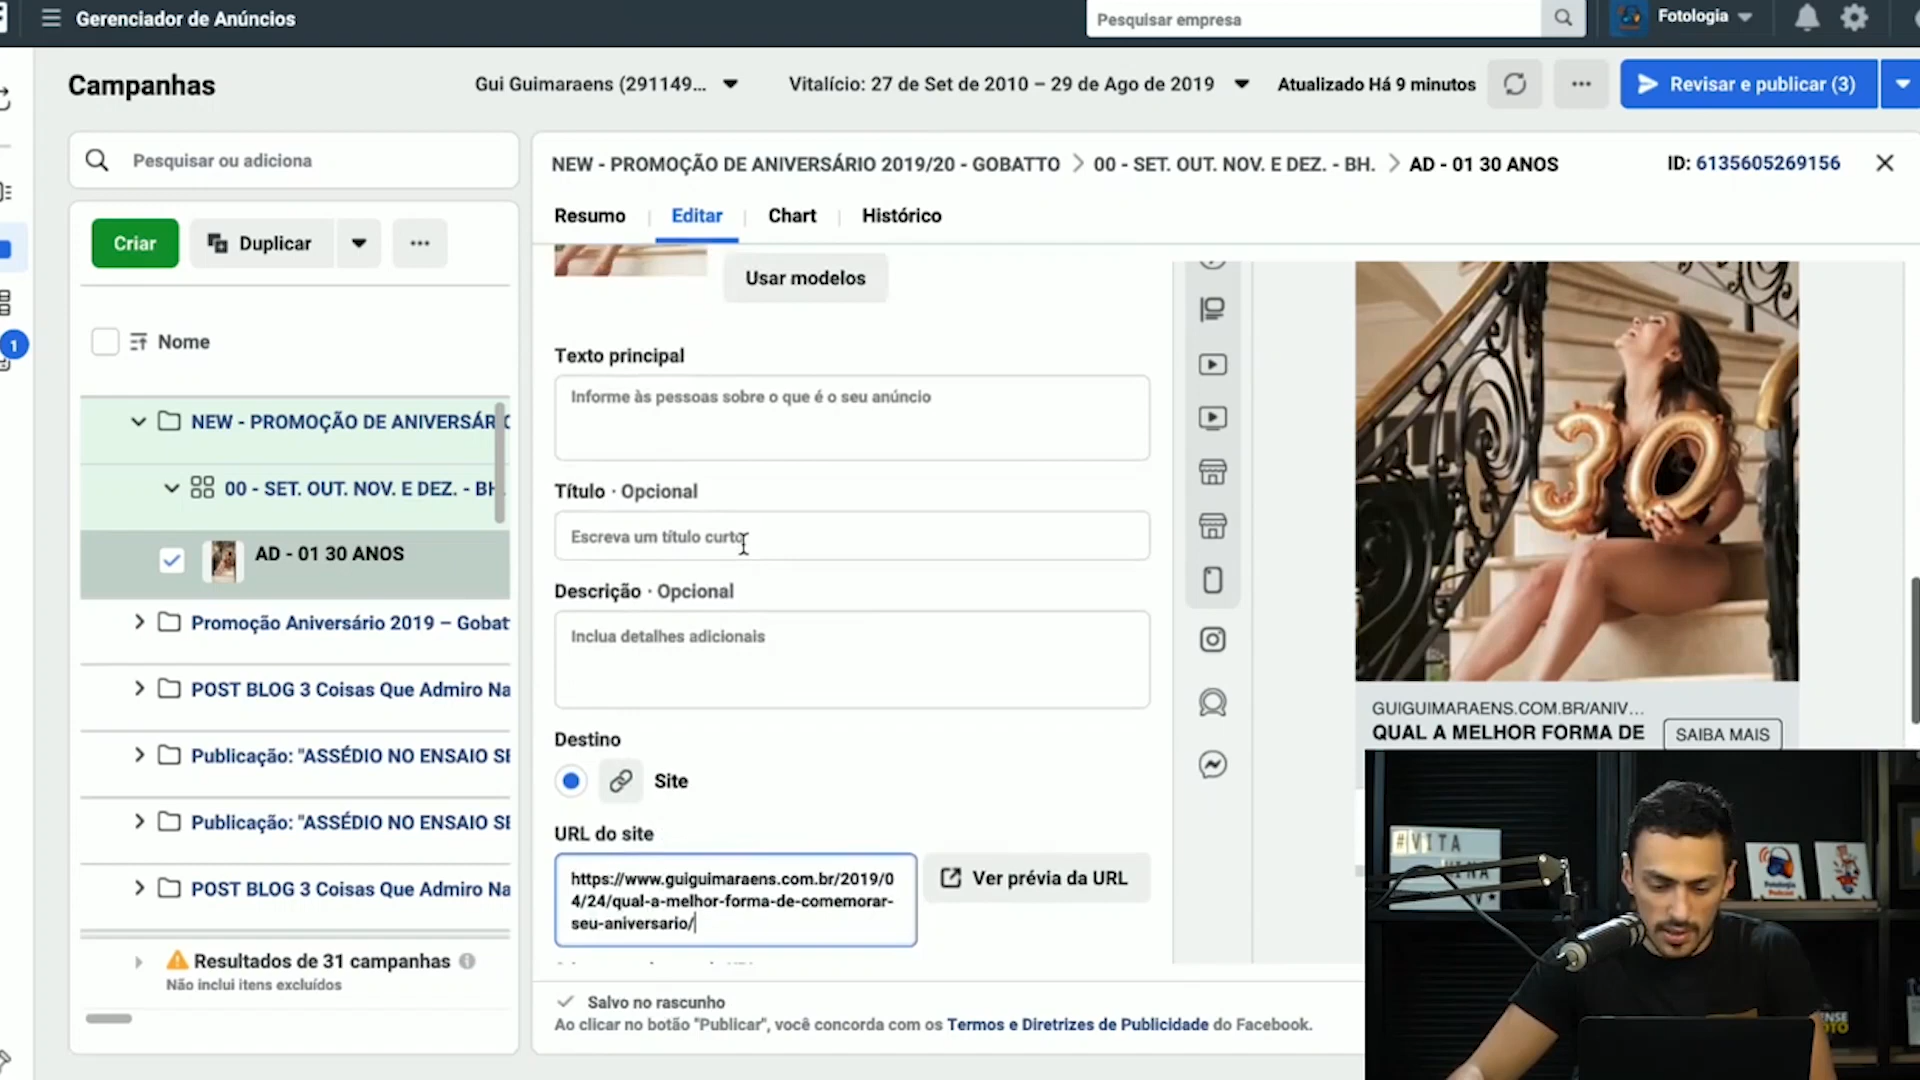 Gerenciador de Anúncios
Pesquisar empresa
Fotologia
Campanhas
Gui Guimaraens (291149...
Vitalício: 27 de Set de 2010 – 29 de Ago de 2019
Atualizado Há 9 minutos
Revisar e publicar (3)
Pesquisar ou adiciona
NEW - PROMOÇÃO DE ANIVERSÁRIO 2019/20 - GOBATTO
00 - SET. OUT. NOV. E DEZ. - BH.
AD - 01 30 ANOS
ID: 6135605269156
Resumo
Editar
Chart
Histórico
Criar
Duplicar
Usar modelos
Nome
1
NEW - PROMOÇÃO DE ANIVERSÁR
00 - SET. OUT. NOV. E DEZ. - BH
AD - 01 30 ANOS
Promoção Aniversário 2019 – Gobat
POST BLOG 3 Coisas Que Admiro Na
Publicação: "ASSÉDIO NO ENSAIO SE
Publicação: "ASSÉDIO NO ENSAIO SE
POST BLOG 3 Coisas Que Admiro Na
Resultados de 31 campanhas
Não inclui itens excluídos
Texto principal
Informe às pessoas sobre o que é o seu anúncio
Título · Opcional
Escreva um título curto
Descrição · Opcional
Inclua detalhes adicionais
Destino
Site
URL do site
https://www.guiguimaraens.com.br/2019/0
4/24/qual-a-melhor-forma-de-comemorar-
seu-aniversario/
Ver prévia da URL
Salvo no rascunho
Ao clicar no botão "Publicar", você concorda com os Termos e Diretrizes de Publicidade do Facebook.
30
GUIGUIMARAENS.COM.BR/ANIV...
QUAL A MELHOR FORMA DE
SAIBA MAIS
#VITA